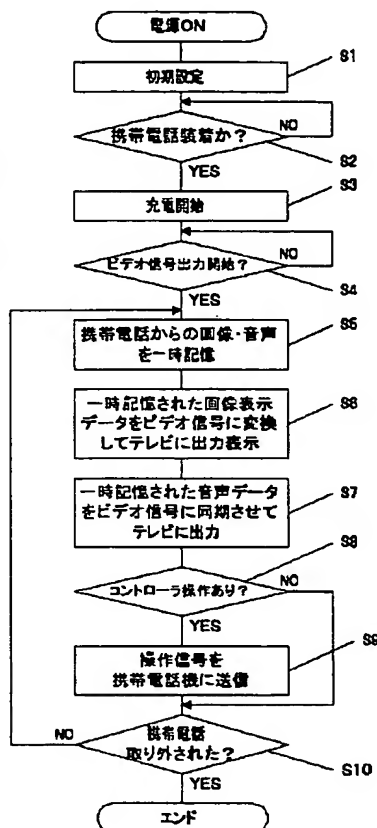 電源ON
初期設定
S1
NO
携帯電話装着か？
S2
YES
S3
充電開始
NO
ビデオ信号出力開始？
S4
YES
S5
携帯電話からの画像・音声
を一時記憶
一時記憶された画像表示
データをビデオ信号に変換
してテレビに出力表示
S6
一時記憶された音声データ
をビデオ信号に同期させて
テレビに出力
S7
S8
コントローラ操作あり？
NO
YES
操作信号を
携帯電話機に送信
S9
NO
携帯電話
取り外された？
S10
YES
エンド